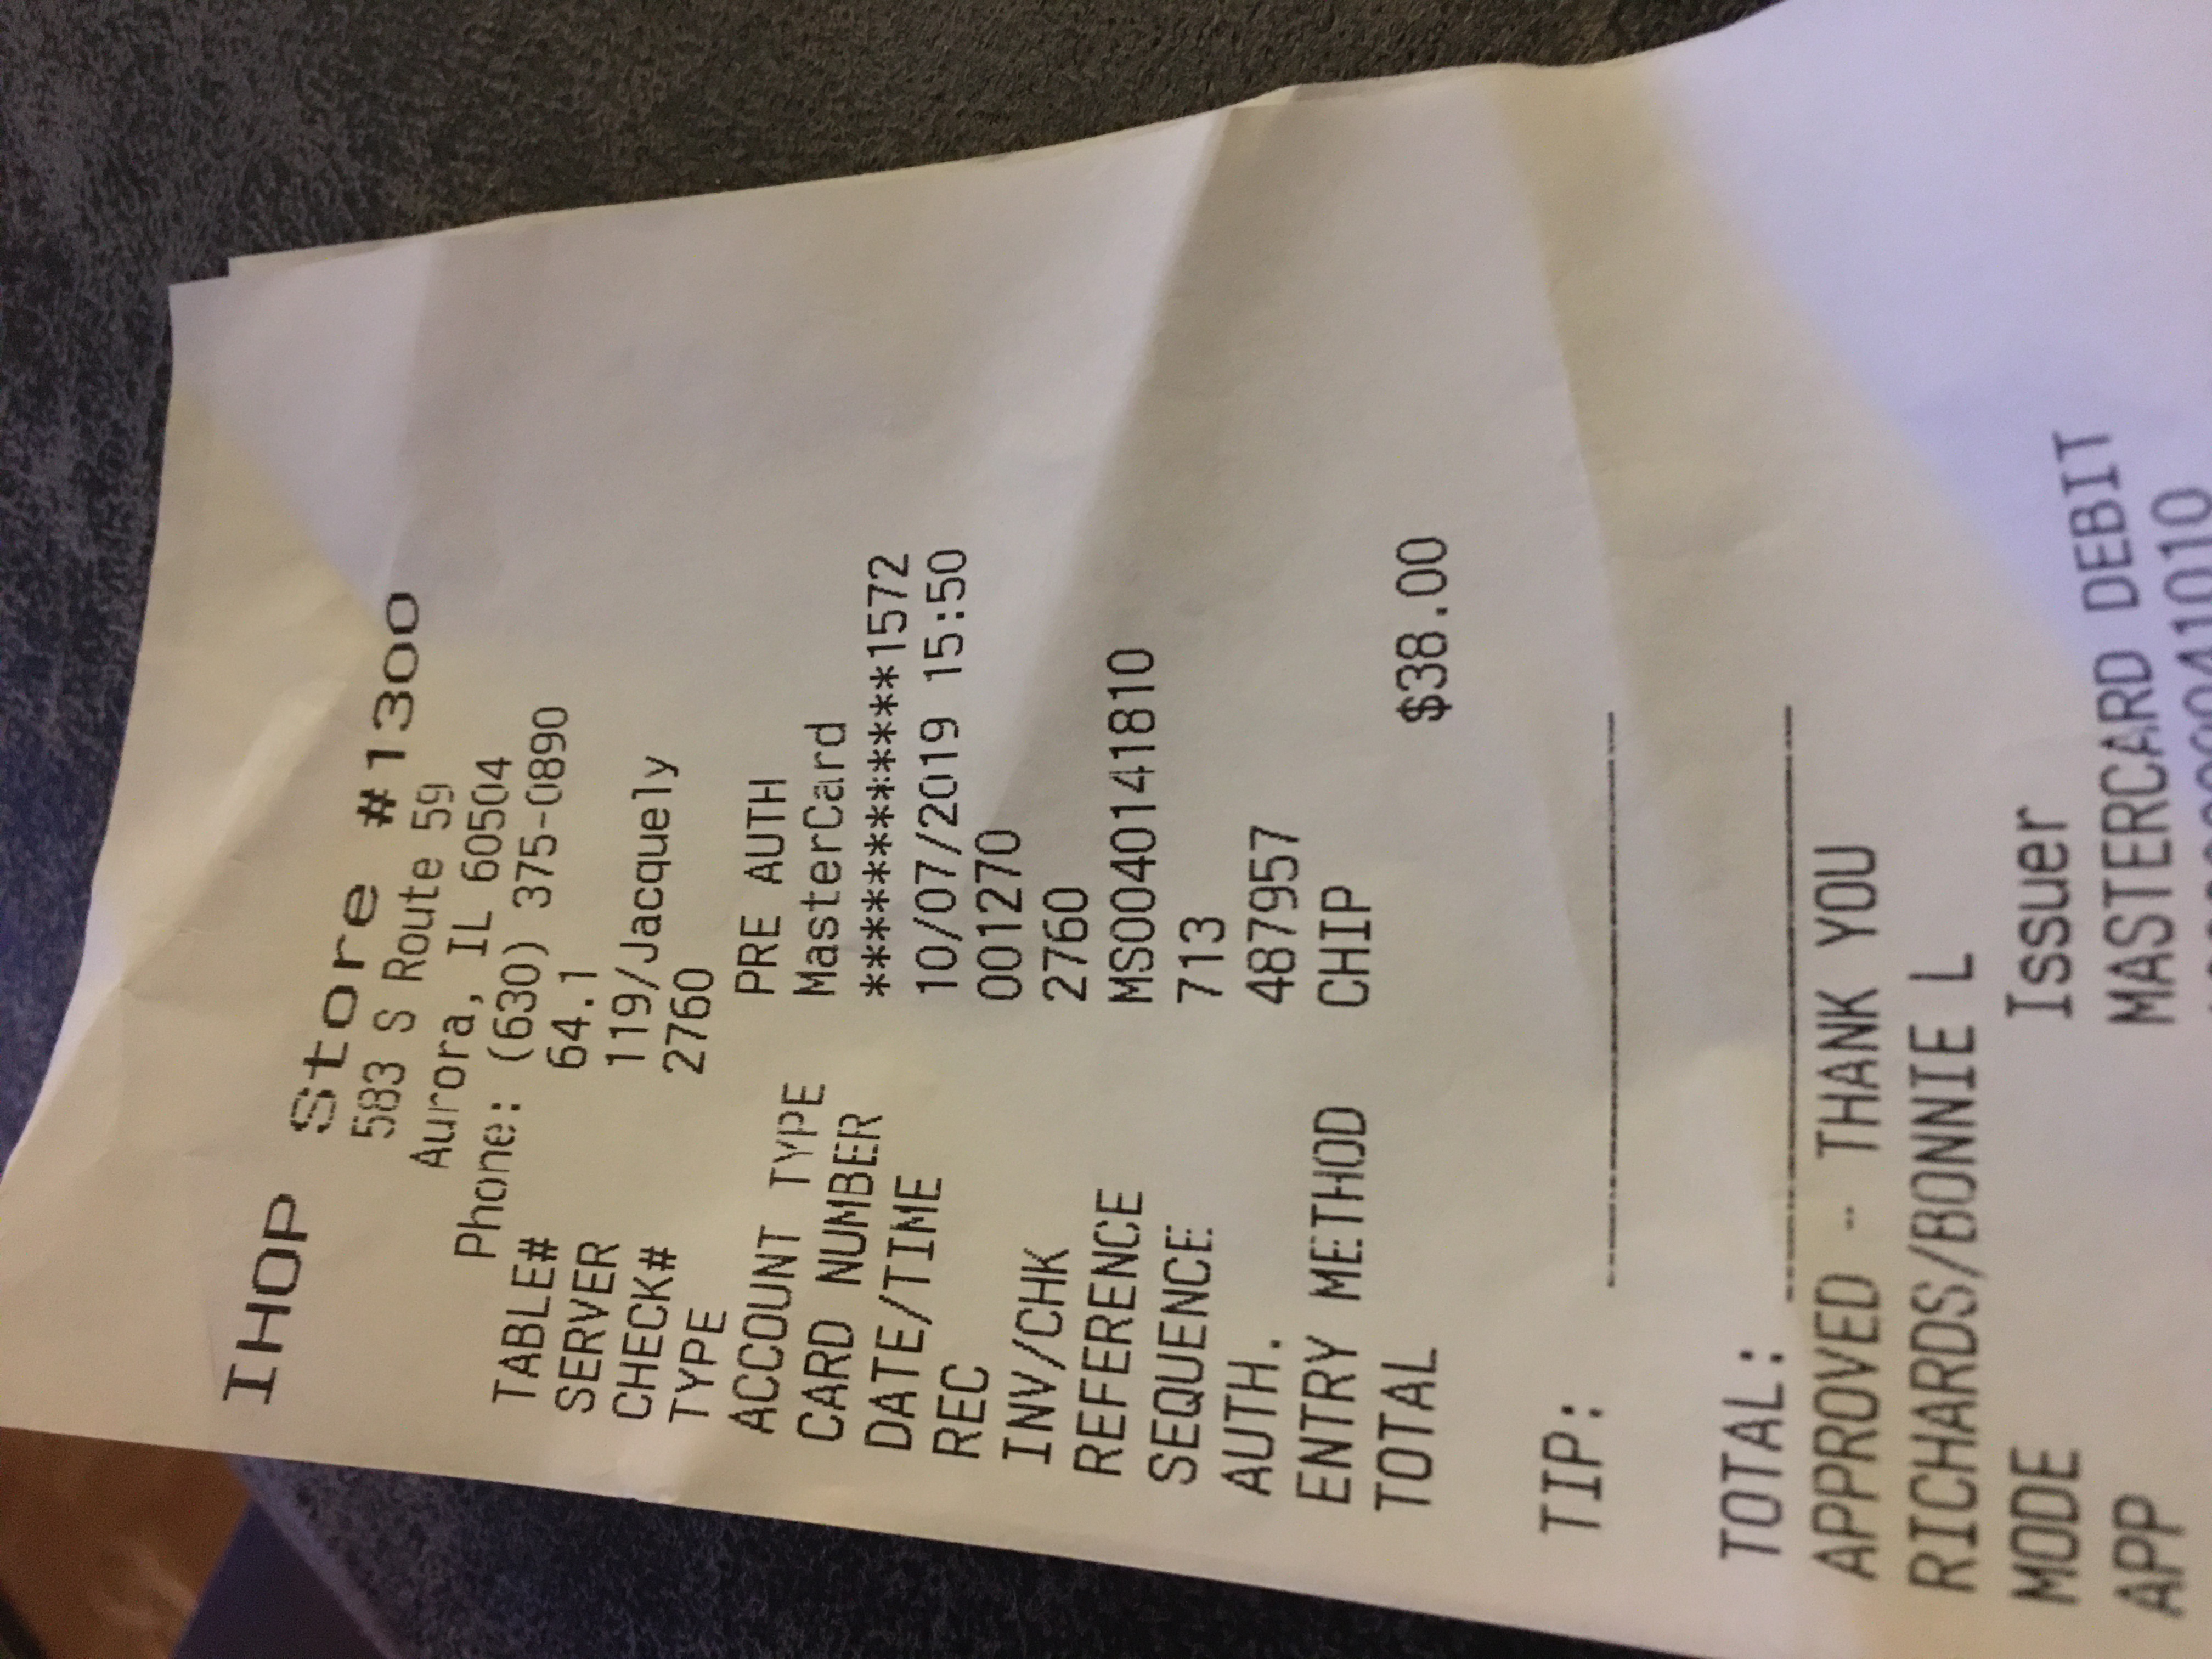 IHOP Store #1300
583 S Route 59
Aurora, IL 60504
Phone: (630) 375-0890
TABLE# 64.1
SERVER 119/Jacquely
CHECK# 2760
TYPE PRE AUTH
ACCOUNT TYPE MasterCard
CARD NUMBER ************1572
DATE/TIME 10/07/2019 15:50
REC 001270
INV/CHK 2760
REFERENCE MS0040141810
SEQUENCE 713
AUTH. 487957
ENTRY METHOD CHIP
TOTAL $38.00
TIP:
TOTAL:
APPROVED - THANK YOU
RICHARDS/BONNIE L
MODE Issuer
APP MASTERCARD DEBIT